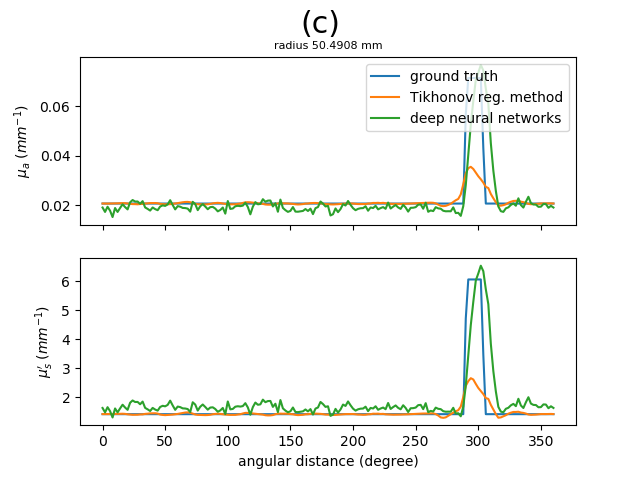 (c)
radius 50.4908 mm
ground truth
Tikhonov reg. method
deep neural networks
μₐ (mm⁻¹)
0.06
0.04
0.02
μ′ₛ (mm⁻¹)
6
5
4
3
2
0 50 100 150 200 250 300 350
angular distance (degree)